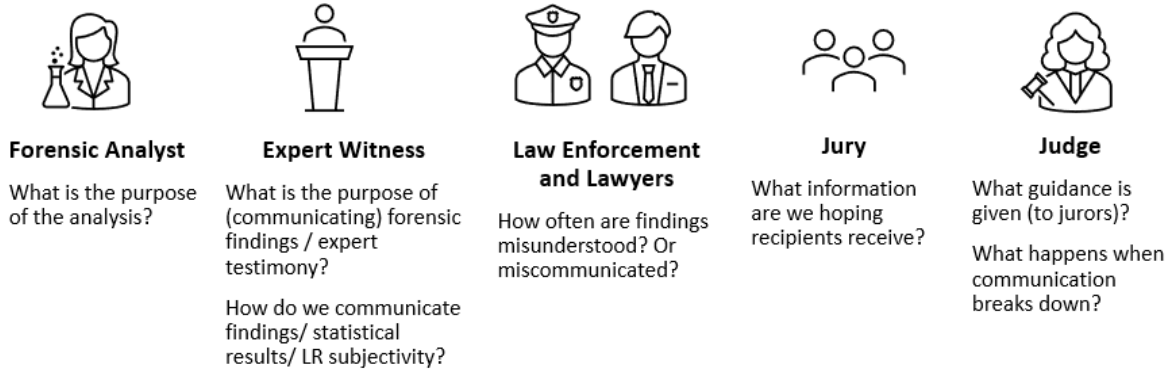 Forensic Analyst
What is the purpose
of the analysis?
Expert Witness
What is the purpose of
(communicating) forensic
findings / expert
testimony?
How do we communicate
findings/ statistical
results/ LR subjectivity?
Law Enforcement
and Lawyers
How often are findings
misunderstood? Or
miscommunicated?
Jury
What information
are we hoping
recipients receive?
Judge
What guidance is
given (to jurors)?
What happens when
communication
breaks down?